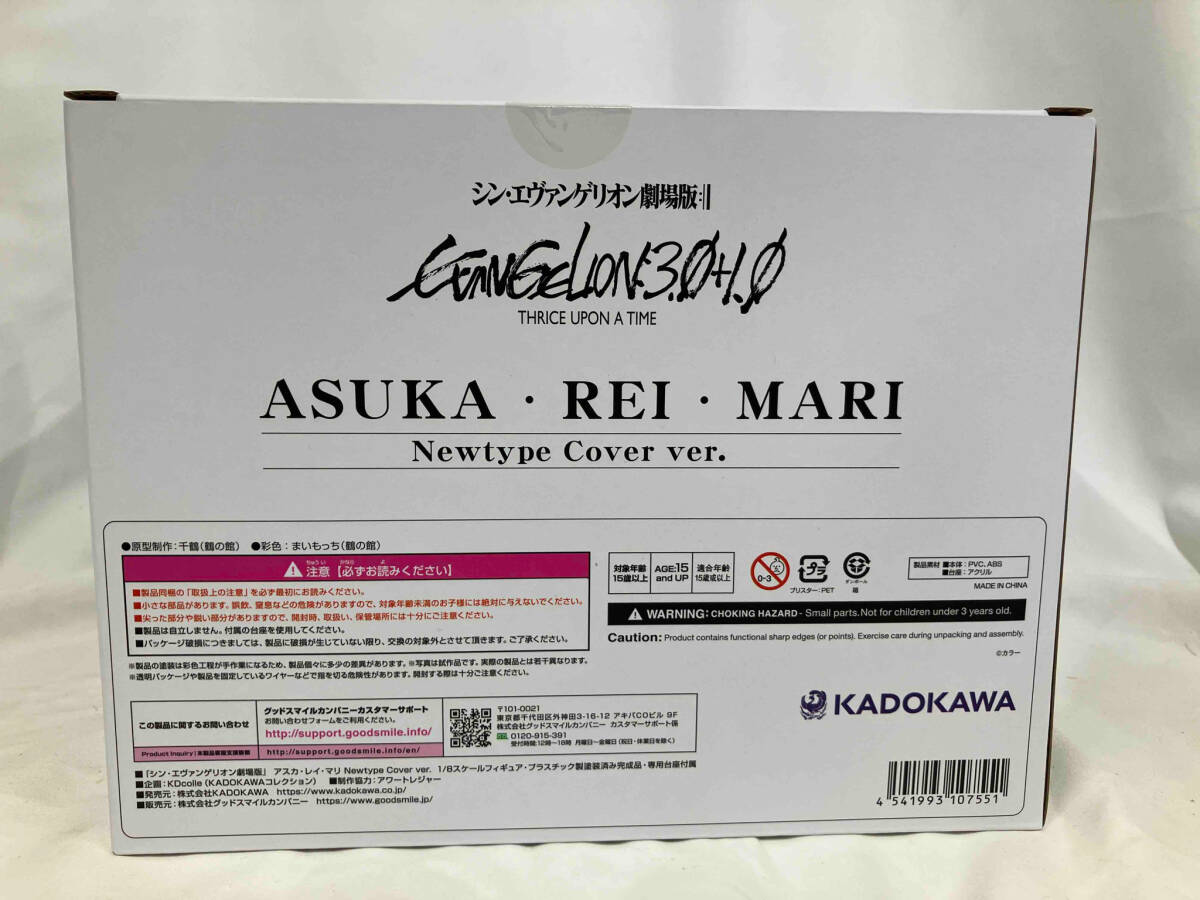 シン・エヴァンゲリオン劇場版:||
EVANGELION:3.0+1.0
THRICE UPON A TIME
ASUKA · REI · MARI
Newtype Cover ver.
●原型制作：千鶴（鶴の館） ●彩色：まいもっち（鶴の館）
注意【必ずお読みください】
■製品同梱の「取扱上の注意」を必ず最初にお読みください。
■小さな部品があります。誤飲、窒息などの危険がありますので、対象年齢未満のお子様には絶対に与えないでください。
■尖った部分や鋭い部分がありますので、開封時、取扱い、保管場所には十分にご注意ください。
■製品は自立しません。付属の台座を使用してください。
■パッケージ破損につきましては、製品に破損が生じていない限り、交換の対象外とさせて頂きます。ご了承ください。
※製品の塗装は彩色工程が手作業になるため、製品個々に多少の差異があります。※写真は試作品です。実際の製品とは若干異なります。
※透明パッケージや製品を固定しているワイヤーなどで指を切る危険性があります。開封する際は十分ご注意ください。
対象年齢
15歳以上
AGE:15
and UP
適合年齢
15歳或以上
0-3
プラ
ブリスター：PET
ダンボール
箱
製品素材 ■本体：PVC、ABS
■台座：アクリル
MADE IN CHINA
WARNING: CHOKING HAZARD - Small parts. Not for children under 3 years old.
Caution: Product contains functional sharp edges (or points). Exercise care during unpacking and assembly.
©カラー
KADOKAWA
この製品に関するお問い合わせ
グッドスマイルカンパニーカスタマーサポート
お問い合わせフォームをご利用ください。
http://support.goodsmile.info/
Product Inquiry
http://support.goodsmile.info/en/
〒101-0021
東京都千代田区外神田3-16-12 アキバCOビル 9F
株式会社グッドスマイルカンパニー カスタマーサポート係
0120-915-391
受付時間:12時〜18時 月曜日〜金曜日（祝日・休業日を除く）
■「シン・エヴァンゲリオン劇場版」 アスカ・レイ・マリ Newtype Cover ver. 1/8スケールフィギュア・プラスチック製塗装済み完成品・専用台座付属
■企画：KDcolle（KADOKAWAコレクション） ■制作協力：アワートレジャー
■発売元：株式会社KADOKAWA https://www.kadokawa.co.jp/
■販売元：株式会社グッドスマイルカンパニー https://www.goodsmile.jp/
4 541993 107551